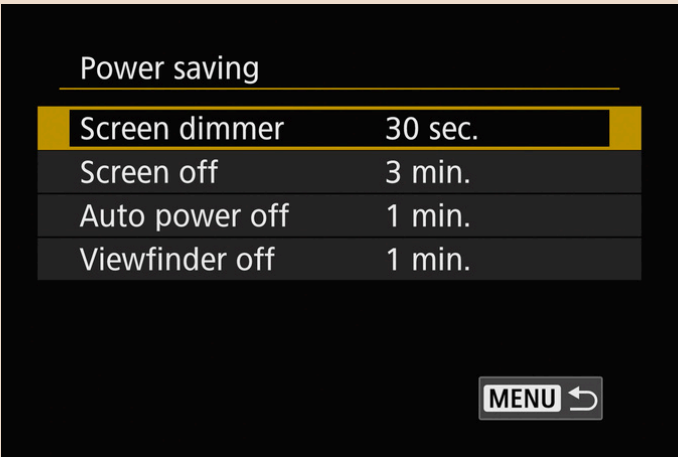 Power saving
Screen dimmer 30 sec.
Screen off 3 min.
Auto power off 1 min.
Viewfinder off 1 min.
MENU